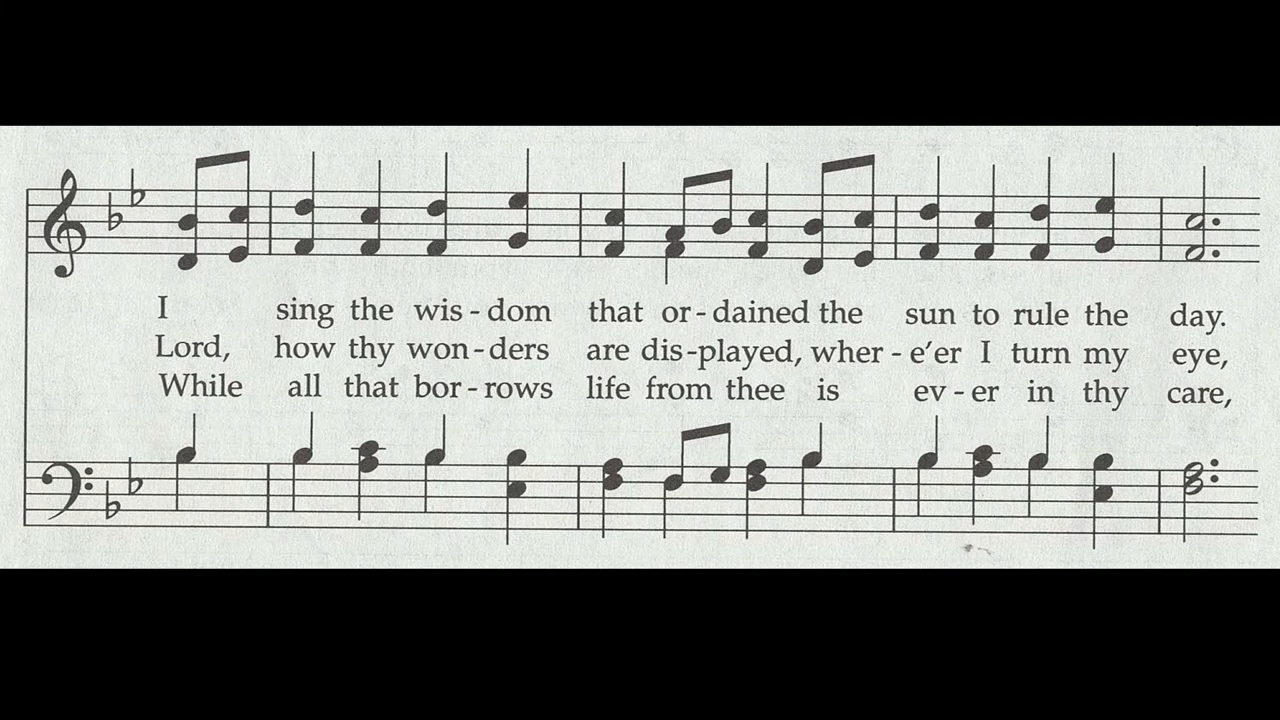 I sing the wis - dom that or - dained the sun to rule the day.
Lord, how thy won - ders are dis - played, wher - e'er I turn my eye,
While all that bor - rows life from thee is ev - er in thy care,